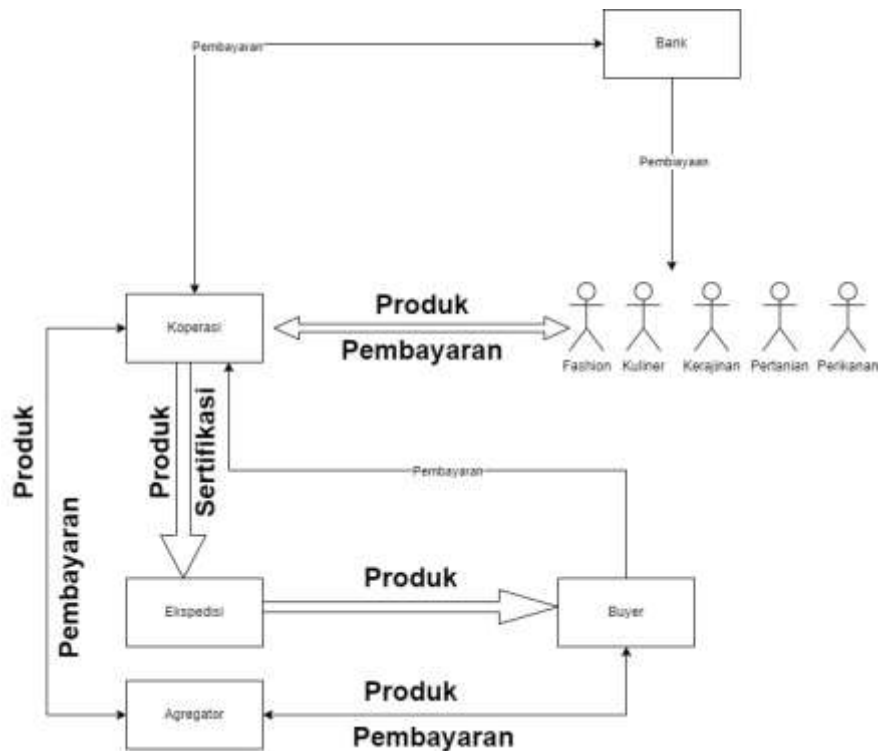 Pembayaran
Bank
Pembiayaan
Koperasi
Produk
Pembayaran
Fashion
Kuliner
Kerajinan
Pertanian
Perikanan
Produk
Pembayaran
Produk
Sertifikasi
Pembayaran
Ekspedisi
Produk
Buyer
Agregator
Produk
Pembayaran